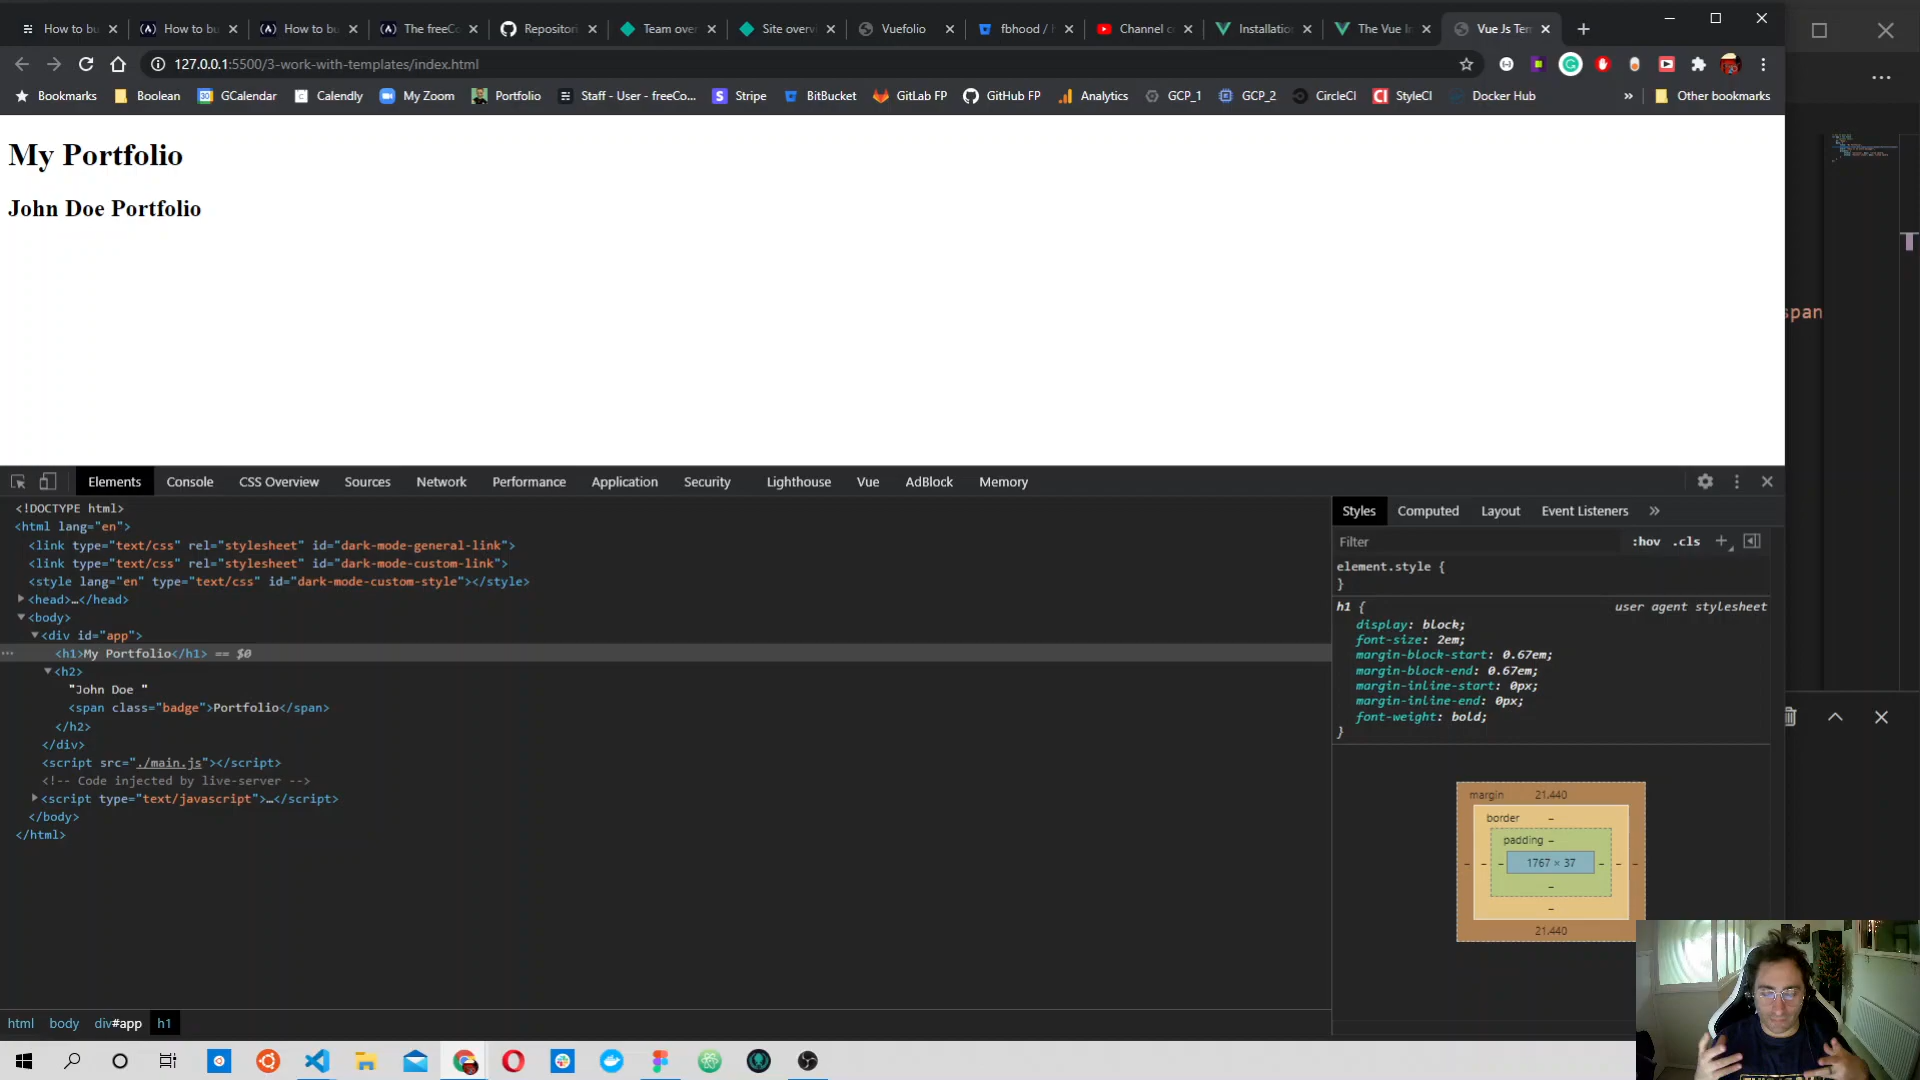 How to bu
How to bu
How to bu
The freeCo
Repositori
Team over
Site overvi
Vuefolio
fbhood / h
Channel c
Installatio
The Vue In
Vue Js Tem
127.0.0.1:5500/3-work-with-templates/index.html
Bookmarks
Boolean
GCalendar
Calendly
My Zoom
Portfolio
Staff - User - freeCo...
Stripe
BitBucket
GitLab FP
GitHub FP
Analytics
GCP_1
GCP_2
CircleCI
StyleCI
Docker Hub
»
Other bookmarks
My Portfolio
John Doe Portfolio
span
Elements
Console
CSS Overview
Sources
Network
Performance
Application
Security
Lighthouse
Vue
AdBlock
Memory
<!DOCTYPE html>
<html lang="en">
<link type="text/css" rel="stylesheet" id="dark-mode-general-link">
<link type="text/css" rel="stylesheet" id="dark-mode-custom-link">
<style lang="en" type="text/css" id="dark-mode-custom-style"></style>
<head>…</head>
<body>
<div id="app">
<h1>My Portfolio</h1> == $0
<h2>
"John Doe "
<span class="badge">Portfolio</span>
</h2>
</div>
<script src="./main.js"></script>
<!-- Code injected by live-server -->
<script type="text/javascript">…</script>
</body>
</html>
html
body
div#app
h1
Styles
Computed
Layout
Event Listeners
»
Filter
:hov
.cls
element.style {
}
h1 {
user agent stylesheet
display: block;
font-size: 2em;
margin-block-start: 0.67em;
margin-block-end: 0.67em;
margin-inline-start: 0px;
margin-inline-end: 0px;
font-weight: bold;
}
margin
21.440
border
–
padding
–
1767 × 37
–
–
21.440